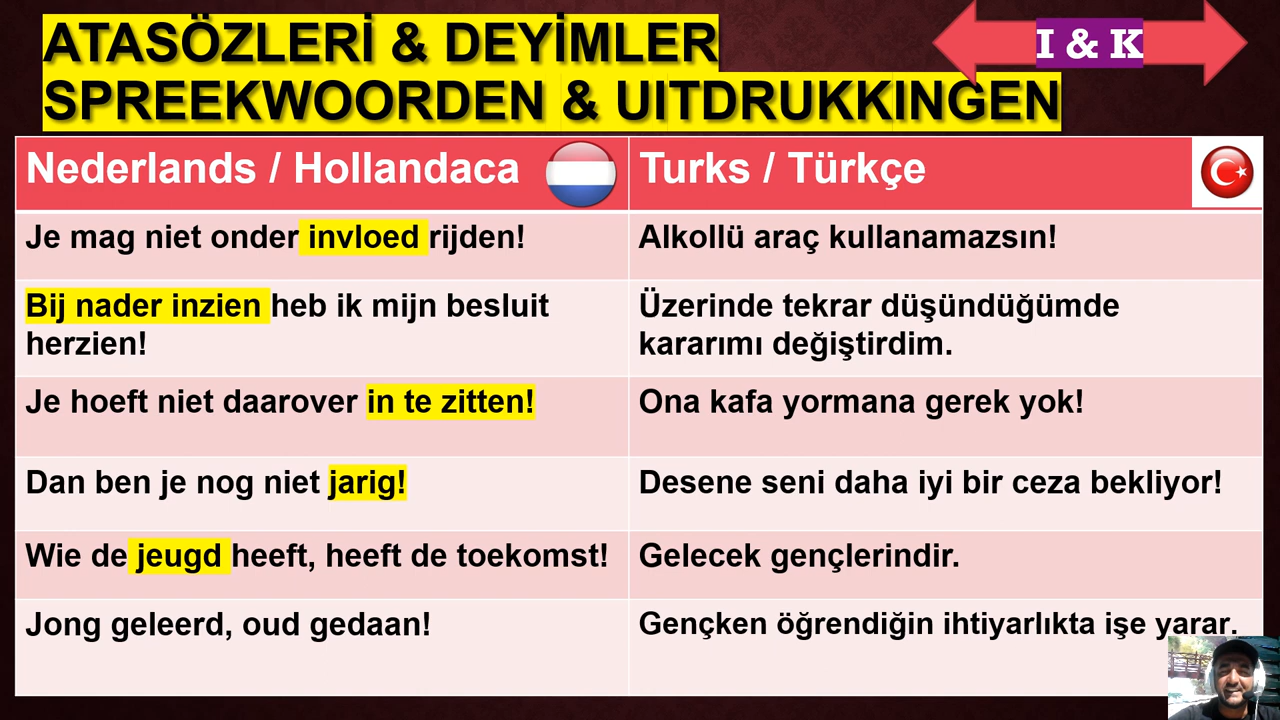 ATASÖZLERİ & DEYİMLER
SPREEKWOORDEN & UITDRUKKINGEN
I & K
Nederlands / Hollandaca
Turks / Türkçe
Je mag niet onder invloed rijden!
Alkollü araç kullanamazsın!
Bij nader inzien heb ik mijn besluit
herzien!
Üzerinde tekrar düşündüğümde
kararımı değiştirdim.
Je hoeft niet daarover in te zitten!
Ona kafa yormana gerek yok!
Dan ben je nog niet jarig!
Desene seni daha iyi bir ceza bekliyor!
Wie de jeugd heeft, heeft de toekomst!
Gelecek gençlerindir.
Jong geleerd, oud gedaan!
Gençken öğrendiğin ihtiyarlıkta işe yarar.